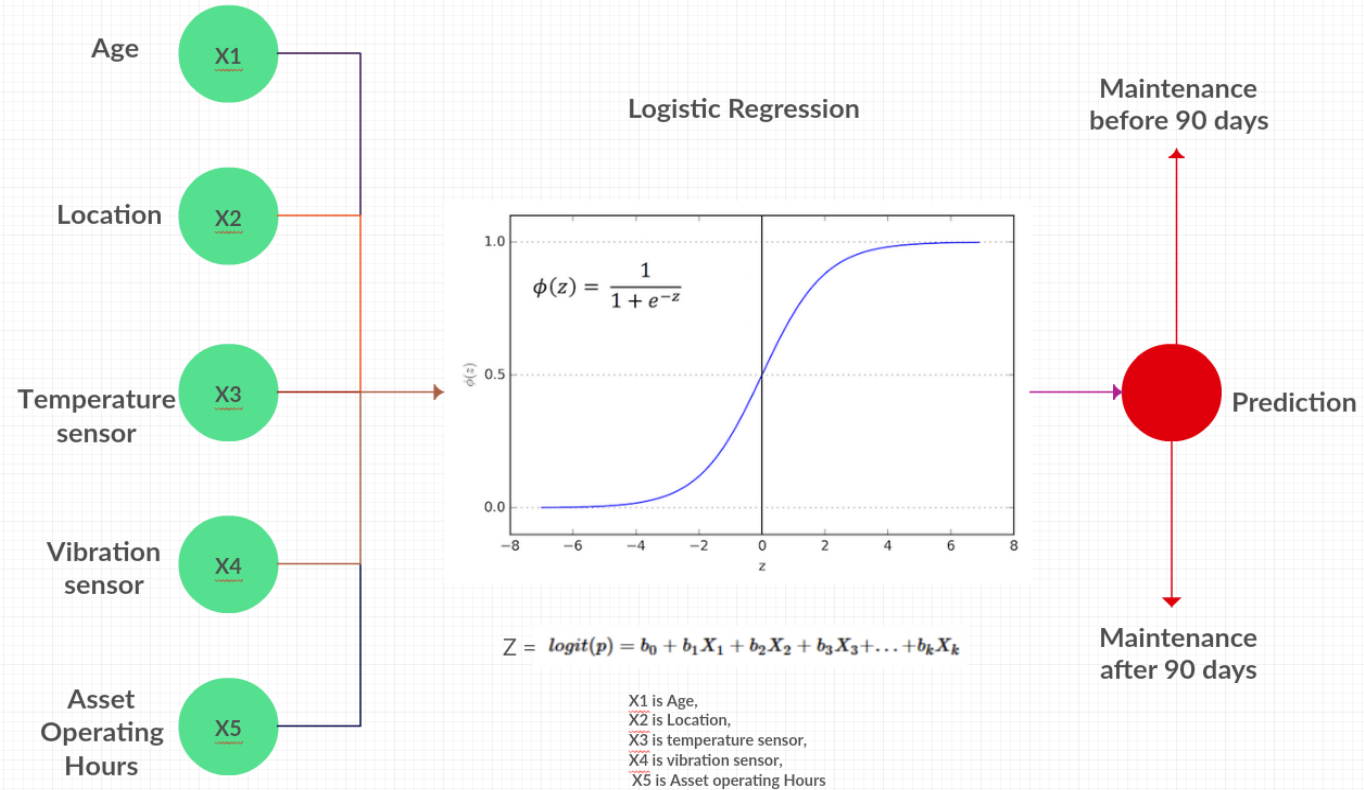 Age
X1
Location
X2
Temperature
sensor
X3
Vibration
sensor
X4
Asset
Operating
Hours
X5
Logistic Regression
ϕ(z) = 1 / (1 + e^{-z})
ϕ(z)
1.0
0.5
0.0
−8 −6 −4 −2 0 2 4 6 8
z
Z = logit(p) = b₀ + b₁X₁ + b₂X₂ + b₃X₃+...+bₖXₖ
X1 is Age,
X2 is Location,
X3 is temperature sensor,
X4 is vibration sensor,
X5 is Asset operating Hours
Maintenance
before 90 days
Prediction
Maintenance
after 90 days